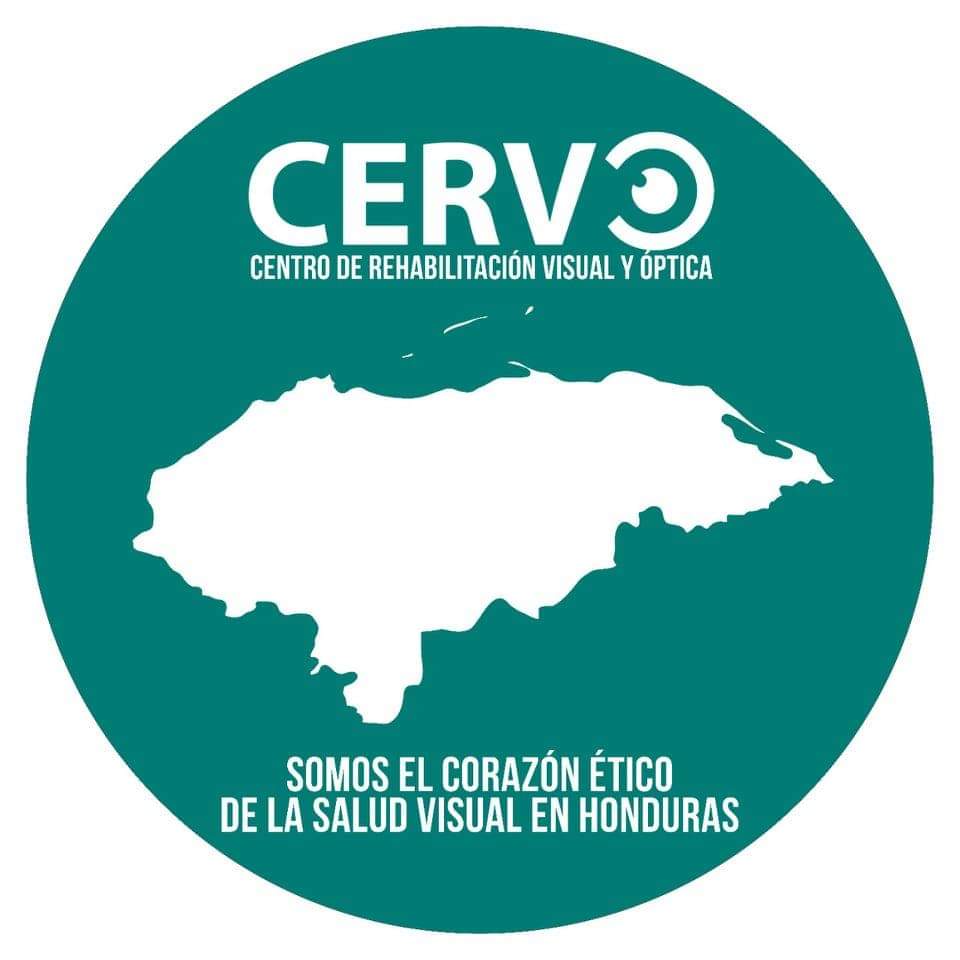 CERVO
CENTRO DE REHABILITACIÓN VISUAL Y ÓPTICA
SOMOS EL CORAZÓN ÉTICO
DE LA SALUD VISUAL EN HONDURAS